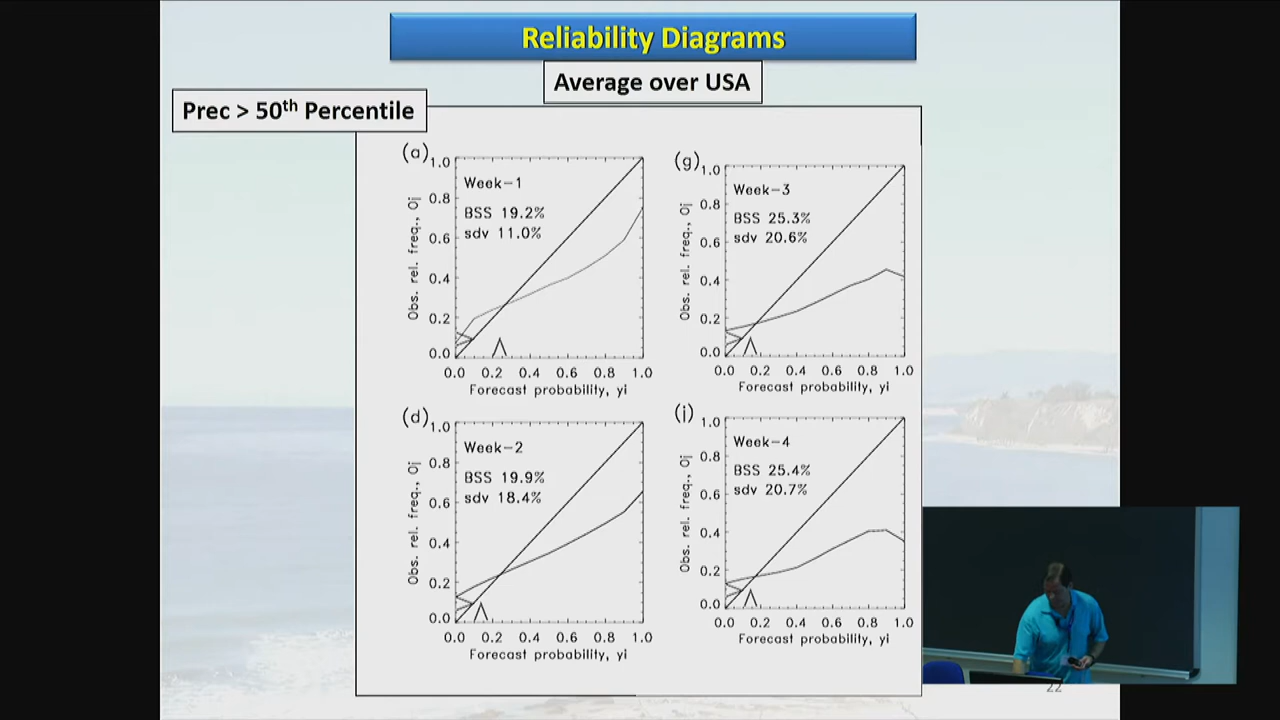 Reliability Diagrams
Average over USA
Prec > 50th Percentile
(a)
Week-1
BSS 19.2%
sdv 11.0%
Obs. rel. freq., Oj
1.0
0.8
0.6
0.4
0.2
0.0
0.0 0.2 0.4 0.6 0.8 1.0
Forecast probability, yi
(g)
Week-3
BSS 25.3%
sdv 20.6%
Obs. rel. freq., Oj
1.0
0.8
0.6
0.4
0.2
0.0
0.0 0.2 0.4 0.6 0.8 1.0
Forecast probability, yi
(d)
Week-2
BSS 19.9%
sdv 18.4%
Obs. rel. freq., Oj
1.0
0.8
0.6
0.4
0.2
0.0
0.0 0.2 0.4 0.6 0.8 1.0
Forecast probability, yi
(j)
Week-4
BSS 25.4%
sdv 20.7%
Obs. rel. freq., Oj
1.0
0.8
0.6
0.4
0.2
0.0
0.0 0.2 0.4 0.6 0.8 1.0
Forecast probability, yi
22